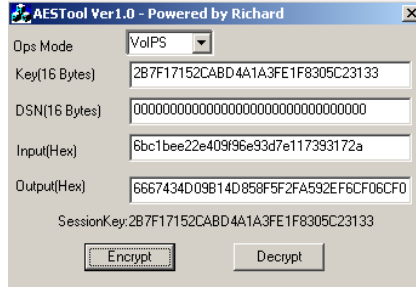 AESTool Ver1.0 - Powered by Richard
Ops Mode VoIPS
Key(16 Bytes) 2B7F17152CABD4A1A3FE1F8305C23133
DSN(16 Bytes) 00000000000000000000000000000000
Input(Hex) 6bc1bee22e409f96e93d7e117393172a
Output(Hex) 6667434D09B14D858F5F2FA592EF6CF06CF0
SessionKey:2B7F17152CABD4A1A3FE1F8305C23133
Encrypt Decrypt